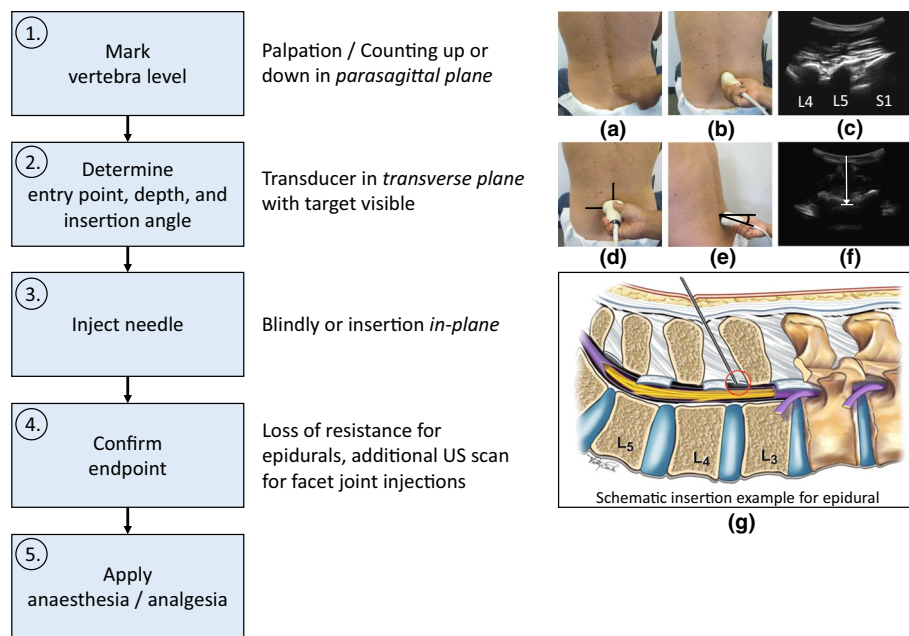 1.
Mark
vertebra level
Palpation / Counting up or
down in parasagittal plane
2.
Determine
entry point, depth, and
insertion angle
Transducer in transverse plane
with target visible
3.
Inject needle
Blindly or insertion in-plane
4.
Confirm
endpoint
Loss of resistance for
epidurals, additional US scan
for facet joint injections
5.
Apply
anaesthesia / analgesia
L4 L5 S1
(a) (b) (c)
(d) (e) (f)
L5 L4 L3
Schematic insertion example for epidural
(g)